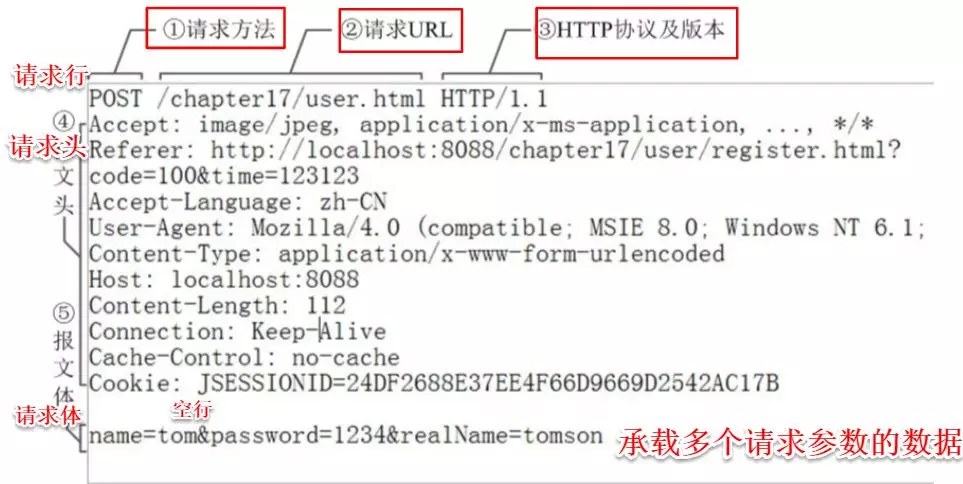 ①请求方法
②请求URL
③HTTP协议及版本
请求行
POST /chapter17/user.html HTTP/1.1
④
Accept: image/jpeg, application/x-ms-application, ..., */*
请求头
Referer: http://localhost:8088/chapter17/user/register.html?
文
code=100&time=123123
头
Accept-Language: zh-CN
User-Agent: Mozilla/4.0 (compatible; MSIE 8.0; Windows NT 6.1;
Content-Type: application/x-www-form-urlencoded
Host: localhost:8088
⑤
Content-Length: 112
报
Connection: Keep-Alive
文
Cache-Control: no-cache
体
Cookie: JSESSIONID=24DF2688E37EE4F66D9669D2542AC17B
请求体
空行
name=tom&password=1234&realName=tomson
承载多个请求参数的数据